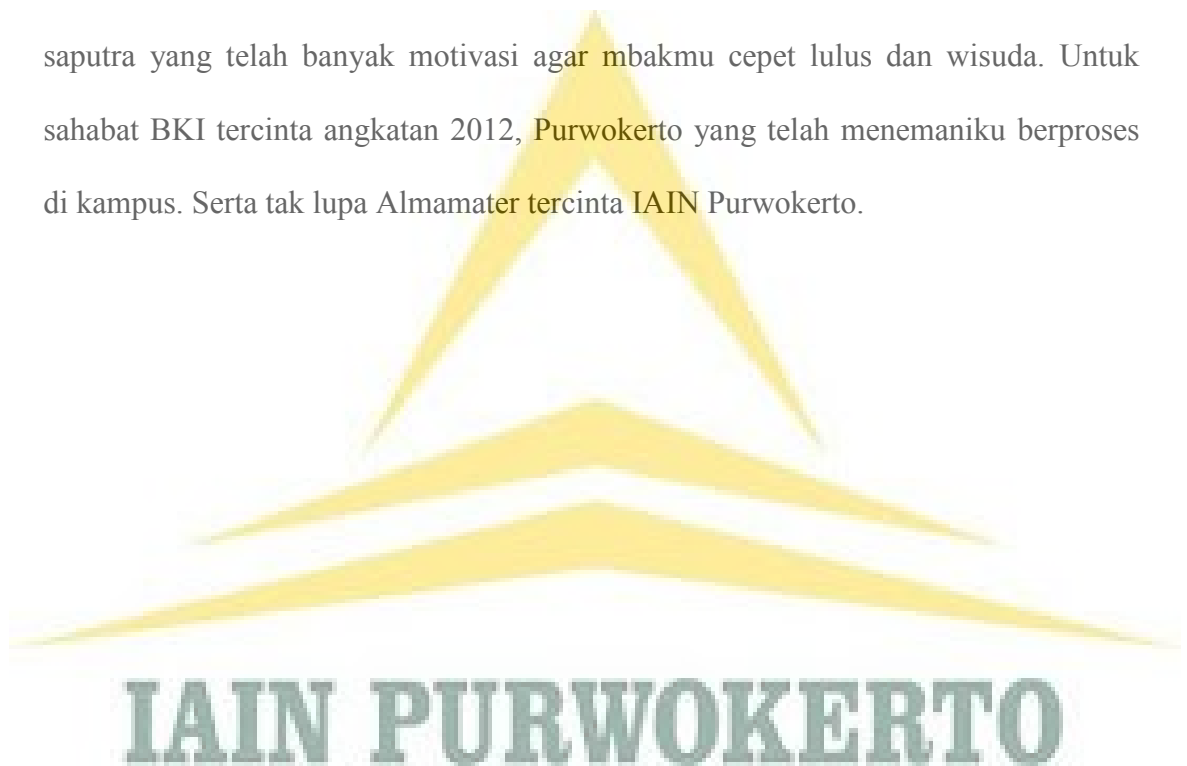 saputra yang telah banyak motivasi agar mbakmu cepet lulus dan wisuda. Untuk
sahabat BKI tercinta angkatan 2012, Purwokerto yang telah menemaniku berproses
di kampus. Serta tak lupa Almamater tercinta IAIN Purwokerto.
IAIN PURWOKERTO